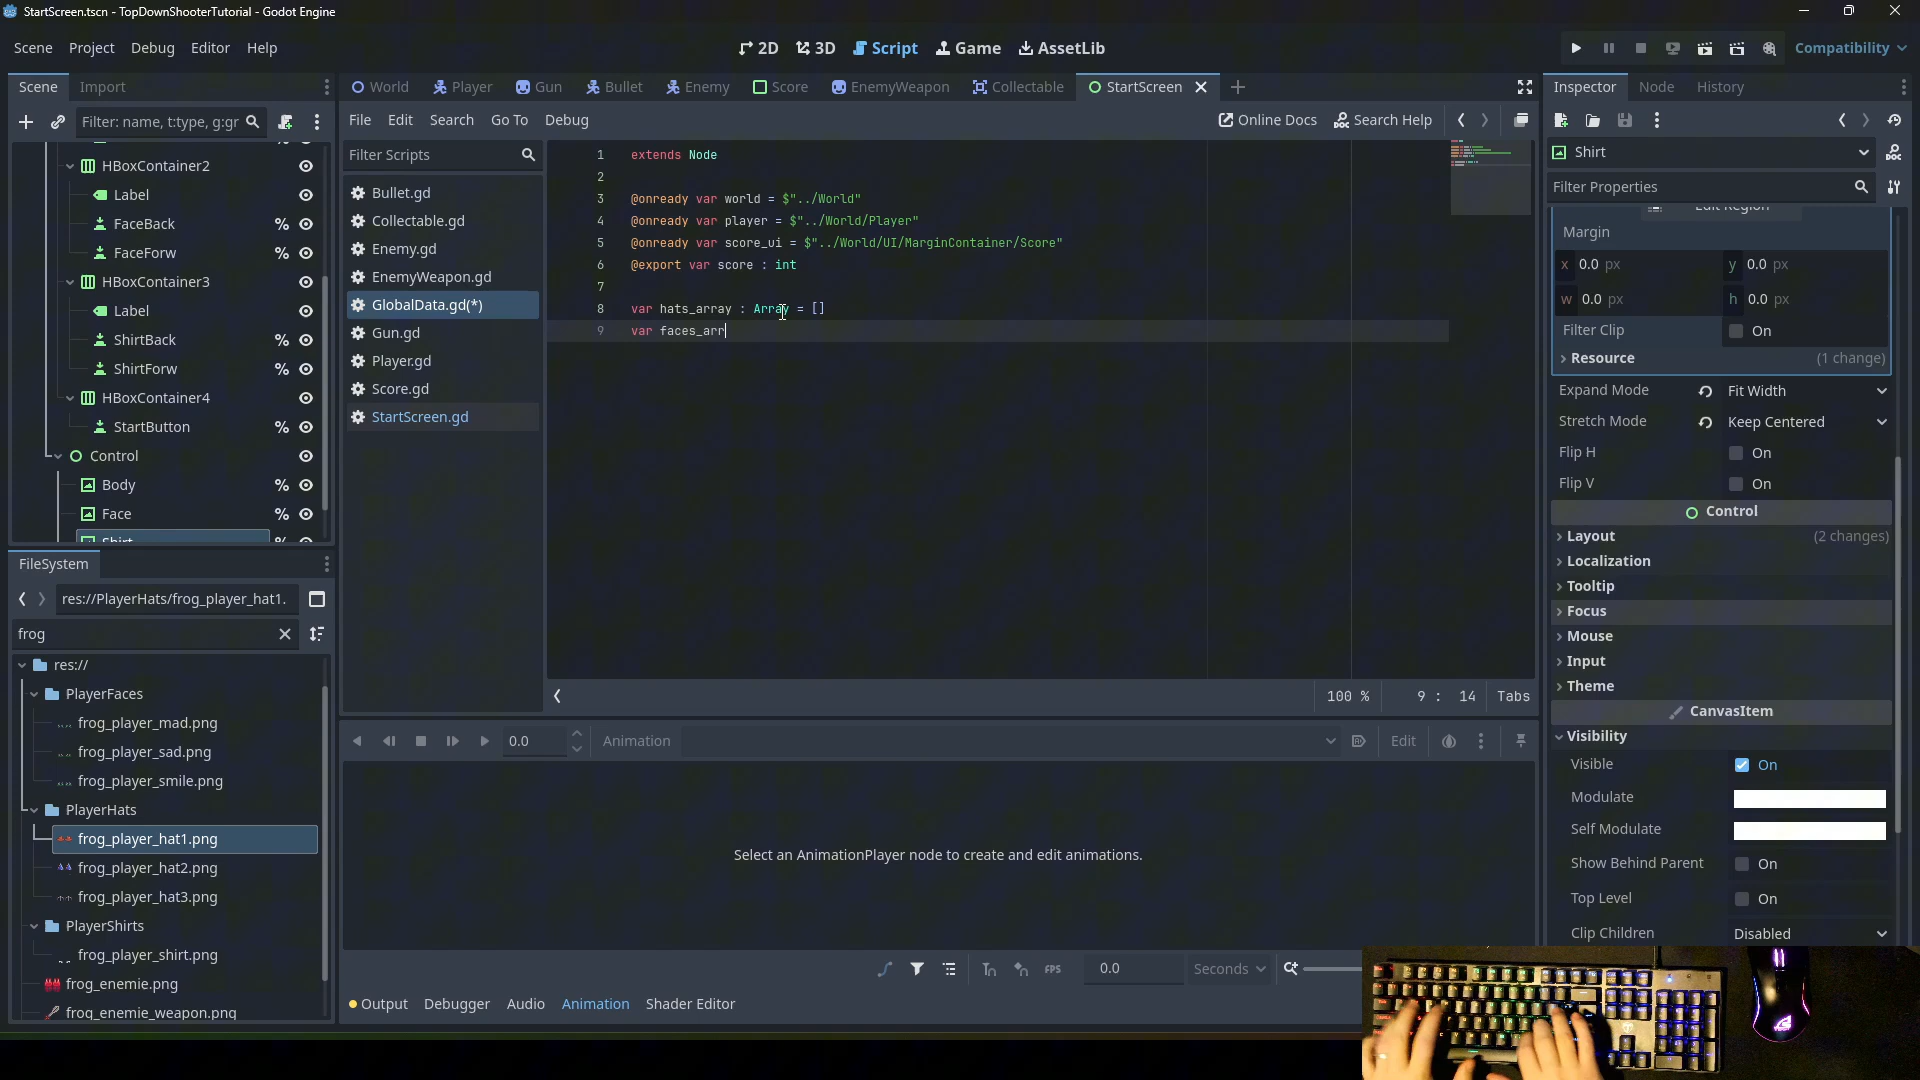 StartScreen.tscn - TopDownShooterTutorial - Godot Engine
Scene Project Debug Editor Help
2D 3D Script Game AssetLib
Compatibility
Scene Import
World Player Gun Bullet Enemy Score EnemyWeapon Collectable StartScreen
Inspector Node History
Filter: name, t:type, g:gr
File Edit Search Go To Debug
Online Docs Search Help
HBoxContainer2
Label
FaceBack
FaceForw
HBoxContainer3
Label
ShirtBack
ShirtForw
HBoxContainer4
StartButton
Control
Body
Face
Shirt
Filter Scripts
Bullet.gd
Collectable.gd
Enemy.gd
EnemyWeapon.gd
GlobalData.gd(*)
Gun.gd
Player.gd
Score.gd
StartScreen.gd
1 extends Node
2
3 @onready var world = $"../World"
4 @onready var player = $"../World/Player"
5 @onready var score_ui = $"../World/UI/MarginContainer/Score"
6 @export var score : int
7
8 var hats_array : Array = []
9 var faces_arr
100 % 9 : 14 Tabs
FileSystem
res://PlayerHats/frog_player_hat1.
frog
res://
PlayerFaces
frog_player_mad.png
frog_player_sad.png
frog_player_smile.png
PlayerHats
frog_player_hat1.png
frog_player_hat2.png
frog_player_hat3.png
PlayerShirts
frog_player_shirt.png
frog_enemie.png
frog_enemie_weapon.png
0.0 Animation Edit
Select an AnimationPlayer node to create and edit animations.
FPS 0.0 Seconds
Output Debugger Audio Animation Shader Editor
Shirt
Filter Properties
Edit Region
Margin
x 0.0 px y 0.0 px
w 0.0 px h 0.0 px
Filter Clip On
Resource (1 change)
Expand Mode Fit Width
Stretch Mode Keep Centered
Flip H On
Flip V On
Control
Layout (2 changes)
Localization
Tooltip
Focus
Mouse
Input
Theme
CanvasItem
Visibility
Visible On
Modulate
Self Modulate
Show Behind Parent On
Top Level On
Clip Children Disabled